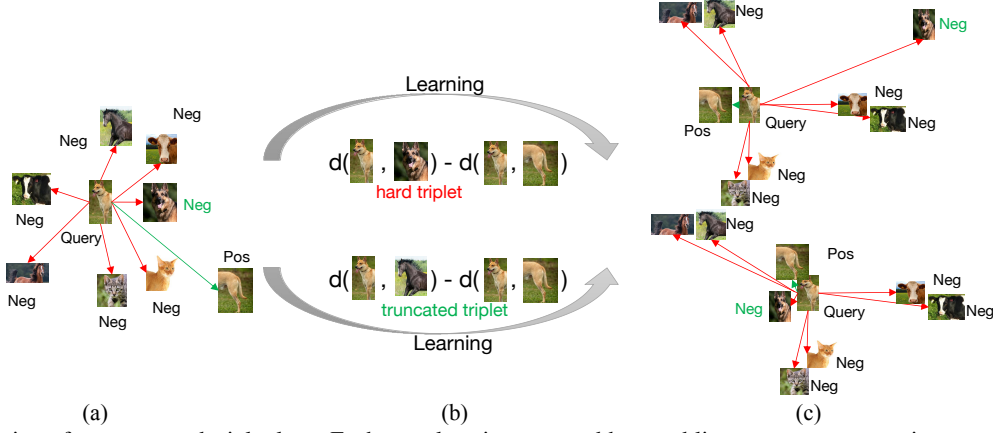 Neg
Neg
Neg
Neg
Neg
Query
Pos
Neg
Neg
Neg
(a)
Learning
d( , ) - d( , )
hard triplet
d( , ) - d( , )
truncated triplet
Learning
(b)
Neg
Neg
Neg
Pos
Query
Neg
Neg
Neg
Neg
Pos
Neg
Neg
Query
Neg
Neg
Neg
(c)